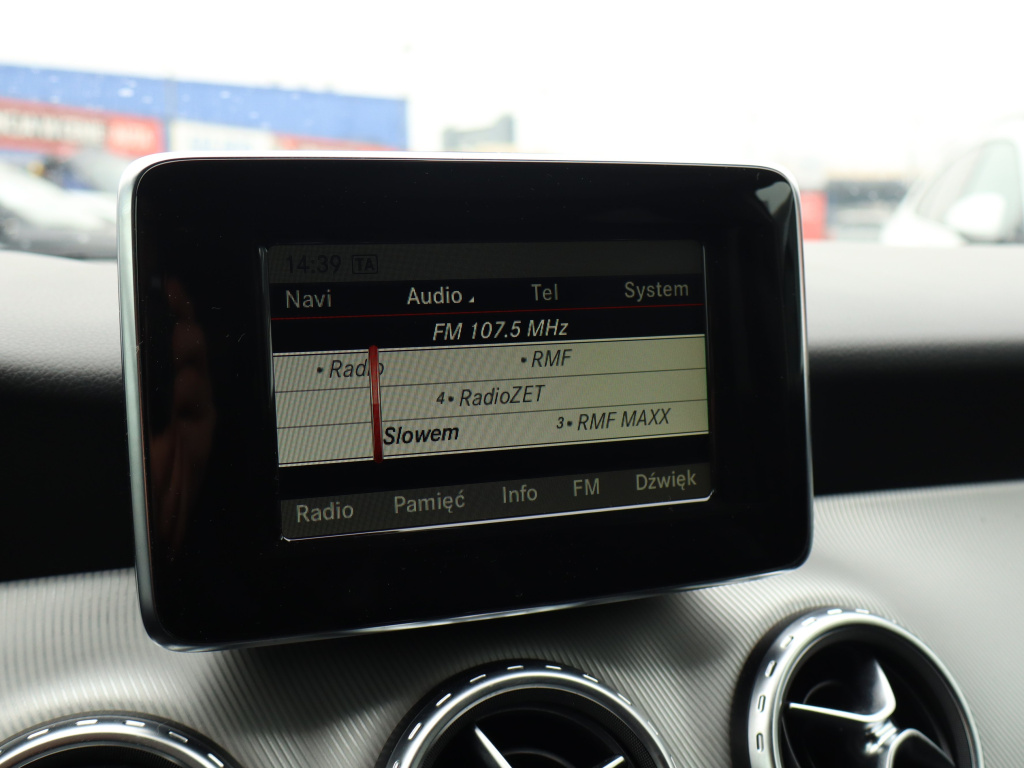 14:39 TA
Navi Audio Tel System
FM 107.5 MHz
• Radio • RMF
4• RadioZET
Slowem 3• RMF MAXX
Radio Pamięć Info FM Dźwięk